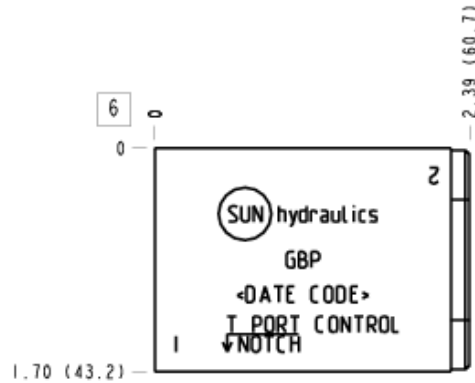 2.39 (60.7)
6
0
0
2
SUN hydraulics
GBP
<DATE CODE>
T PORT CONTROL
1
↓NOTCH
1.70 (43.2)